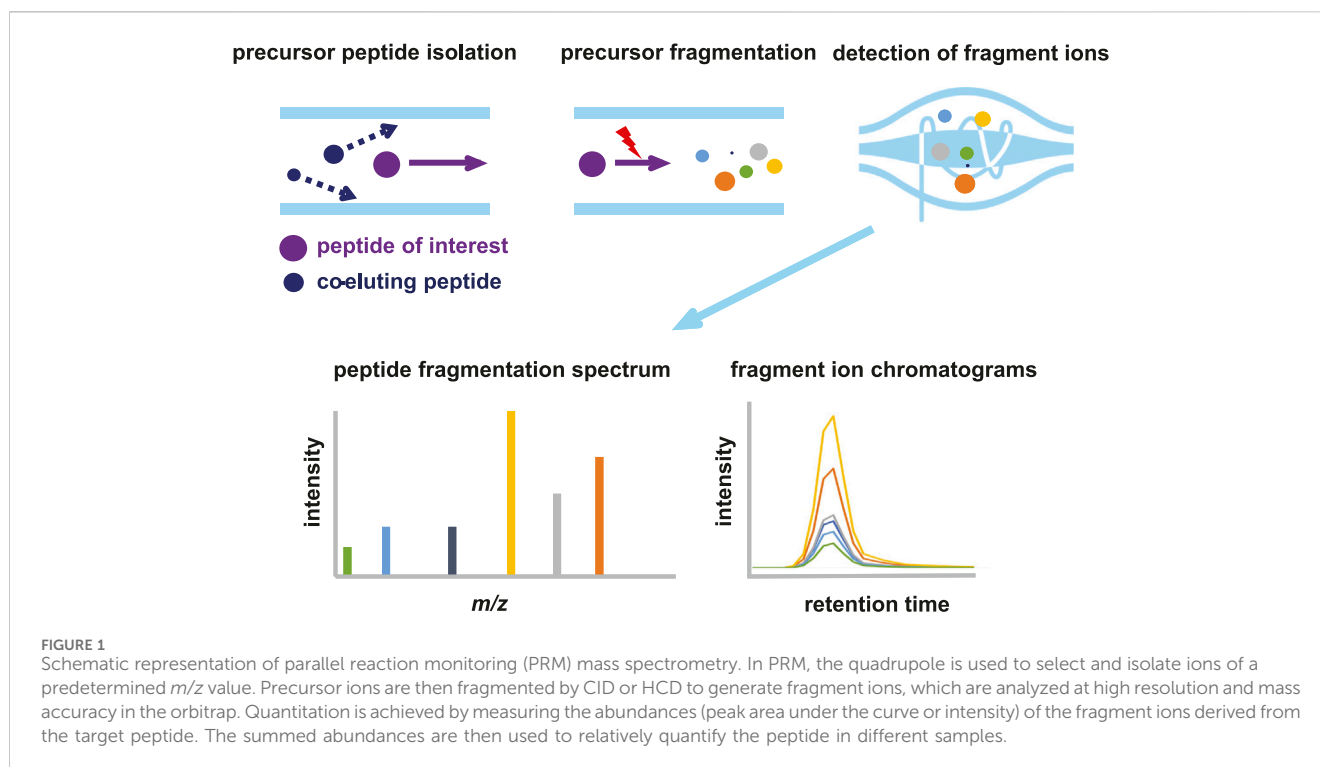 precursor peptide isolation
precursor fragmentation
detection of fragment ions
peptide of interest
co-eluting peptide
peptide fragmentation spectrum
intensity
m/z
fragment ion chromatograms
intensity
retention time
FIGURE 1
Schematic representation of parallel reaction monitoring (PRM) mass spectrometry. In PRM, the quadrupole is used to select and isolate ions of a
predetermined m/z value. Precursor ions are then fragmented by CID or HCD to generate fragment ions, which are analyzed at high resolution and mass
accuracy in the orbitrap. Quantitation is achieved by measuring the abundances (peak area under the curve or intensity) of the fragment ions derived from
the target peptide. The summed abundances are then used to relatively quantify the peptide in different samples.